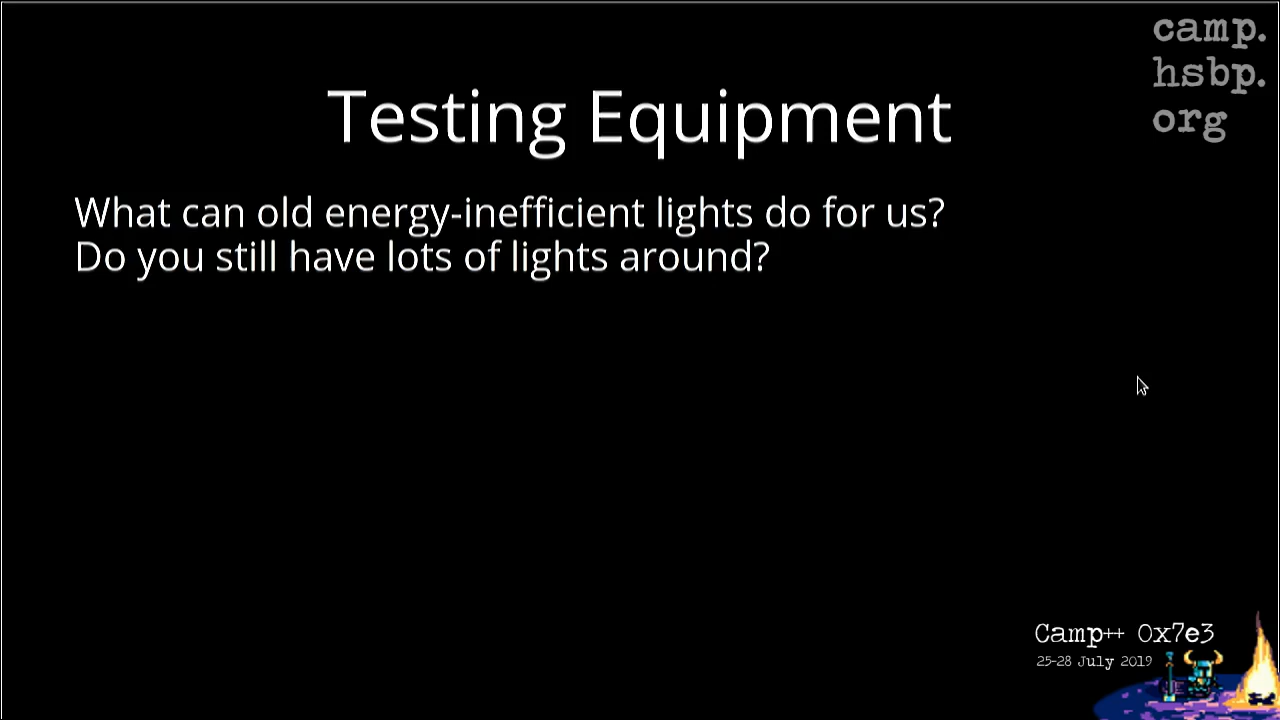 camp.
hsbp.
org
Testing Equipment
What can old energy-inefficient lights do for us?
Do you still have lots of lights around?
Camp++ 0x7e3
25-28 July 2019